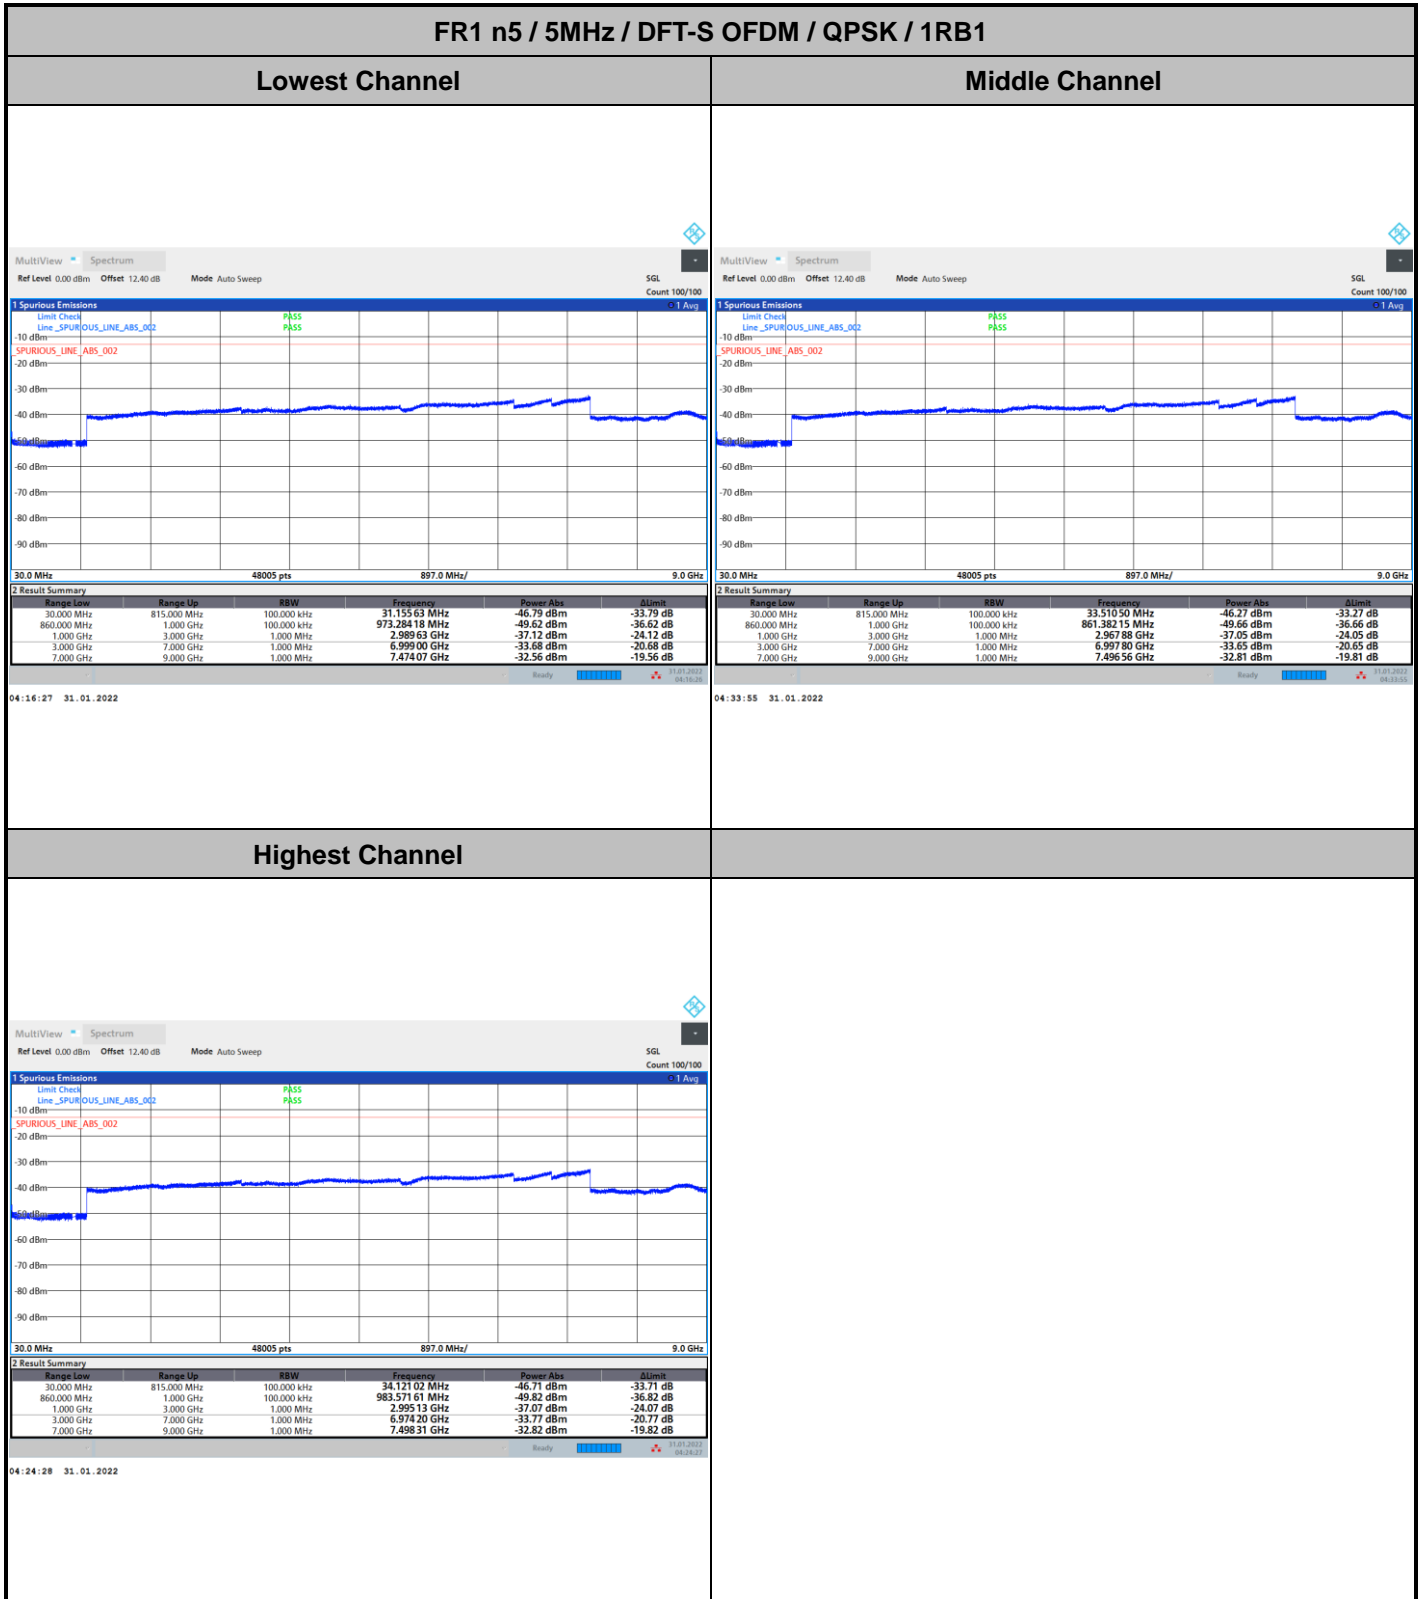 FR1 n5 / 5MHz / DFT-S OFDM / QPSK / 1RB1
Lowest Channel
MultiView Spectrum
Ref Level 0.00 dBm Offset 12.40 dB Mode Auto Sweep SGL
Count 100/100
1 Spurious Emissions 1 Avg
Limit Check PASS
Line _SPURIOUS_LINE_ABS_002 PASS
-10 dBm
_SPURIOUS_LINE_ABS_002
-20 dBm
-30 dBm
-40 dBm
-50 dBm
-60 dBm
-70 dBm
-80 dBm
-90 dBm
30.0 MHz 48005 pts 897.0 MHz/ 9.0 GHz
2 Result Summary
Range Low Range Up RBW Frequency Power Abs ΔLimit
30.000 MHz 815.000 MHz 100.000 kHz 31.155 63 MHz -46.79 dBm -33.79 dB
860.000 MHz 1.000 GHz 100.000 kHz 973.284 18 MHz -49.62 dBm -36.62 dB
1.000 GHz 3.000 GHz 1.000 MHz 2.989 63 GHz -37.12 dBm -24.12 dB
3.000 GHz 7.000 GHz 1.000 MHz 6.999 00 GHz -33.68 dBm -20.68 dB
7.000 GHz 9.000 GHz 1.000 MHz 7.474 07 GHz -32.56 dBm -19.56 dB
Ready 31.01.2022
04:16:26
04:16:27 31.01.2022
Middle Channel
MultiView Spectrum
Ref Level 0.00 dBm Offset 12.40 dB Mode Auto Sweep SGL
Count 100/100
1 Spurious Emissions 1 Avg
Limit Check PASS
Line _SPURIOUS_LINE_ABS_002 PASS
-10 dBm
_SPURIOUS_LINE_ABS_002
-20 dBm
-30 dBm
-40 dBm
-50 dBm
-60 dBm
-70 dBm
-80 dBm
-90 dBm
30.0 MHz 48005 pts 897.0 MHz/ 9.0 GHz
2 Result Summary
Range Low Range Up RBW Frequency Power Abs ΔLimit
30.000 MHz 815.000 MHz 100.000 kHz 33.510 50 MHz -46.27 dBm -33.27 dB
860.000 MHz 1.000 GHz 100.000 kHz 861.382 15 MHz -49.66 dBm -36.66 dB
1.000 GHz 3.000 GHz 1.000 MHz 2.967 88 GHz -37.05 dBm -24.05 dB
3.000 GHz 7.000 GHz 1.000 MHz 6.997 80 GHz -33.65 dBm -20.65 dB
7.000 GHz 9.000 GHz 1.000 MHz 7.496 56 GHz -32.81 dBm -19.81 dB
Ready 31.01.2022
04:33:55
04:33:55 31.01.2022
Highest Channel
MultiView Spectrum
Ref Level 0.00 dBm Offset 12.40 dB Mode Auto Sweep SGL
Count 100/100
1 Spurious Emissions 1 Avg
Limit Check PASS
Line _SPURIOUS_LINE_ABS_002 PASS
-10 dBm
_SPURIOUS_LINE_ABS_002
-20 dBm
-30 dBm
-40 dBm
-50 dBm
-60 dBm
-70 dBm
-80 dBm
-90 dBm
30.0 MHz 48005 pts 897.0 MHz/ 9.0 GHz
2 Result Summary
Range Low Range Up RBW Frequency Power Abs ΔLimit
30.000 MHz 815.000 MHz 100.000 kHz 34.121 02 MHz -46.71 dBm -33.71 dB
860.000 MHz 1.000 GHz 100.000 kHz 983.571 61 MHz -49.82 dBm -36.82 dB
1.000 GHz 3.000 GHz 1.000 MHz 2.995 13 GHz -37.07 dBm -24.07 dB
3.000 GHz 7.000 GHz 1.000 MHz 6.974 20 GHz -33.77 dBm -20.77 dB
7.000 GHz 9.000 GHz 1.000 MHz 7.498 31 GHz -32.82 dBm -19.82 dB
Ready 31.01.2022
04:24:27
04:24:28 31.01.2022